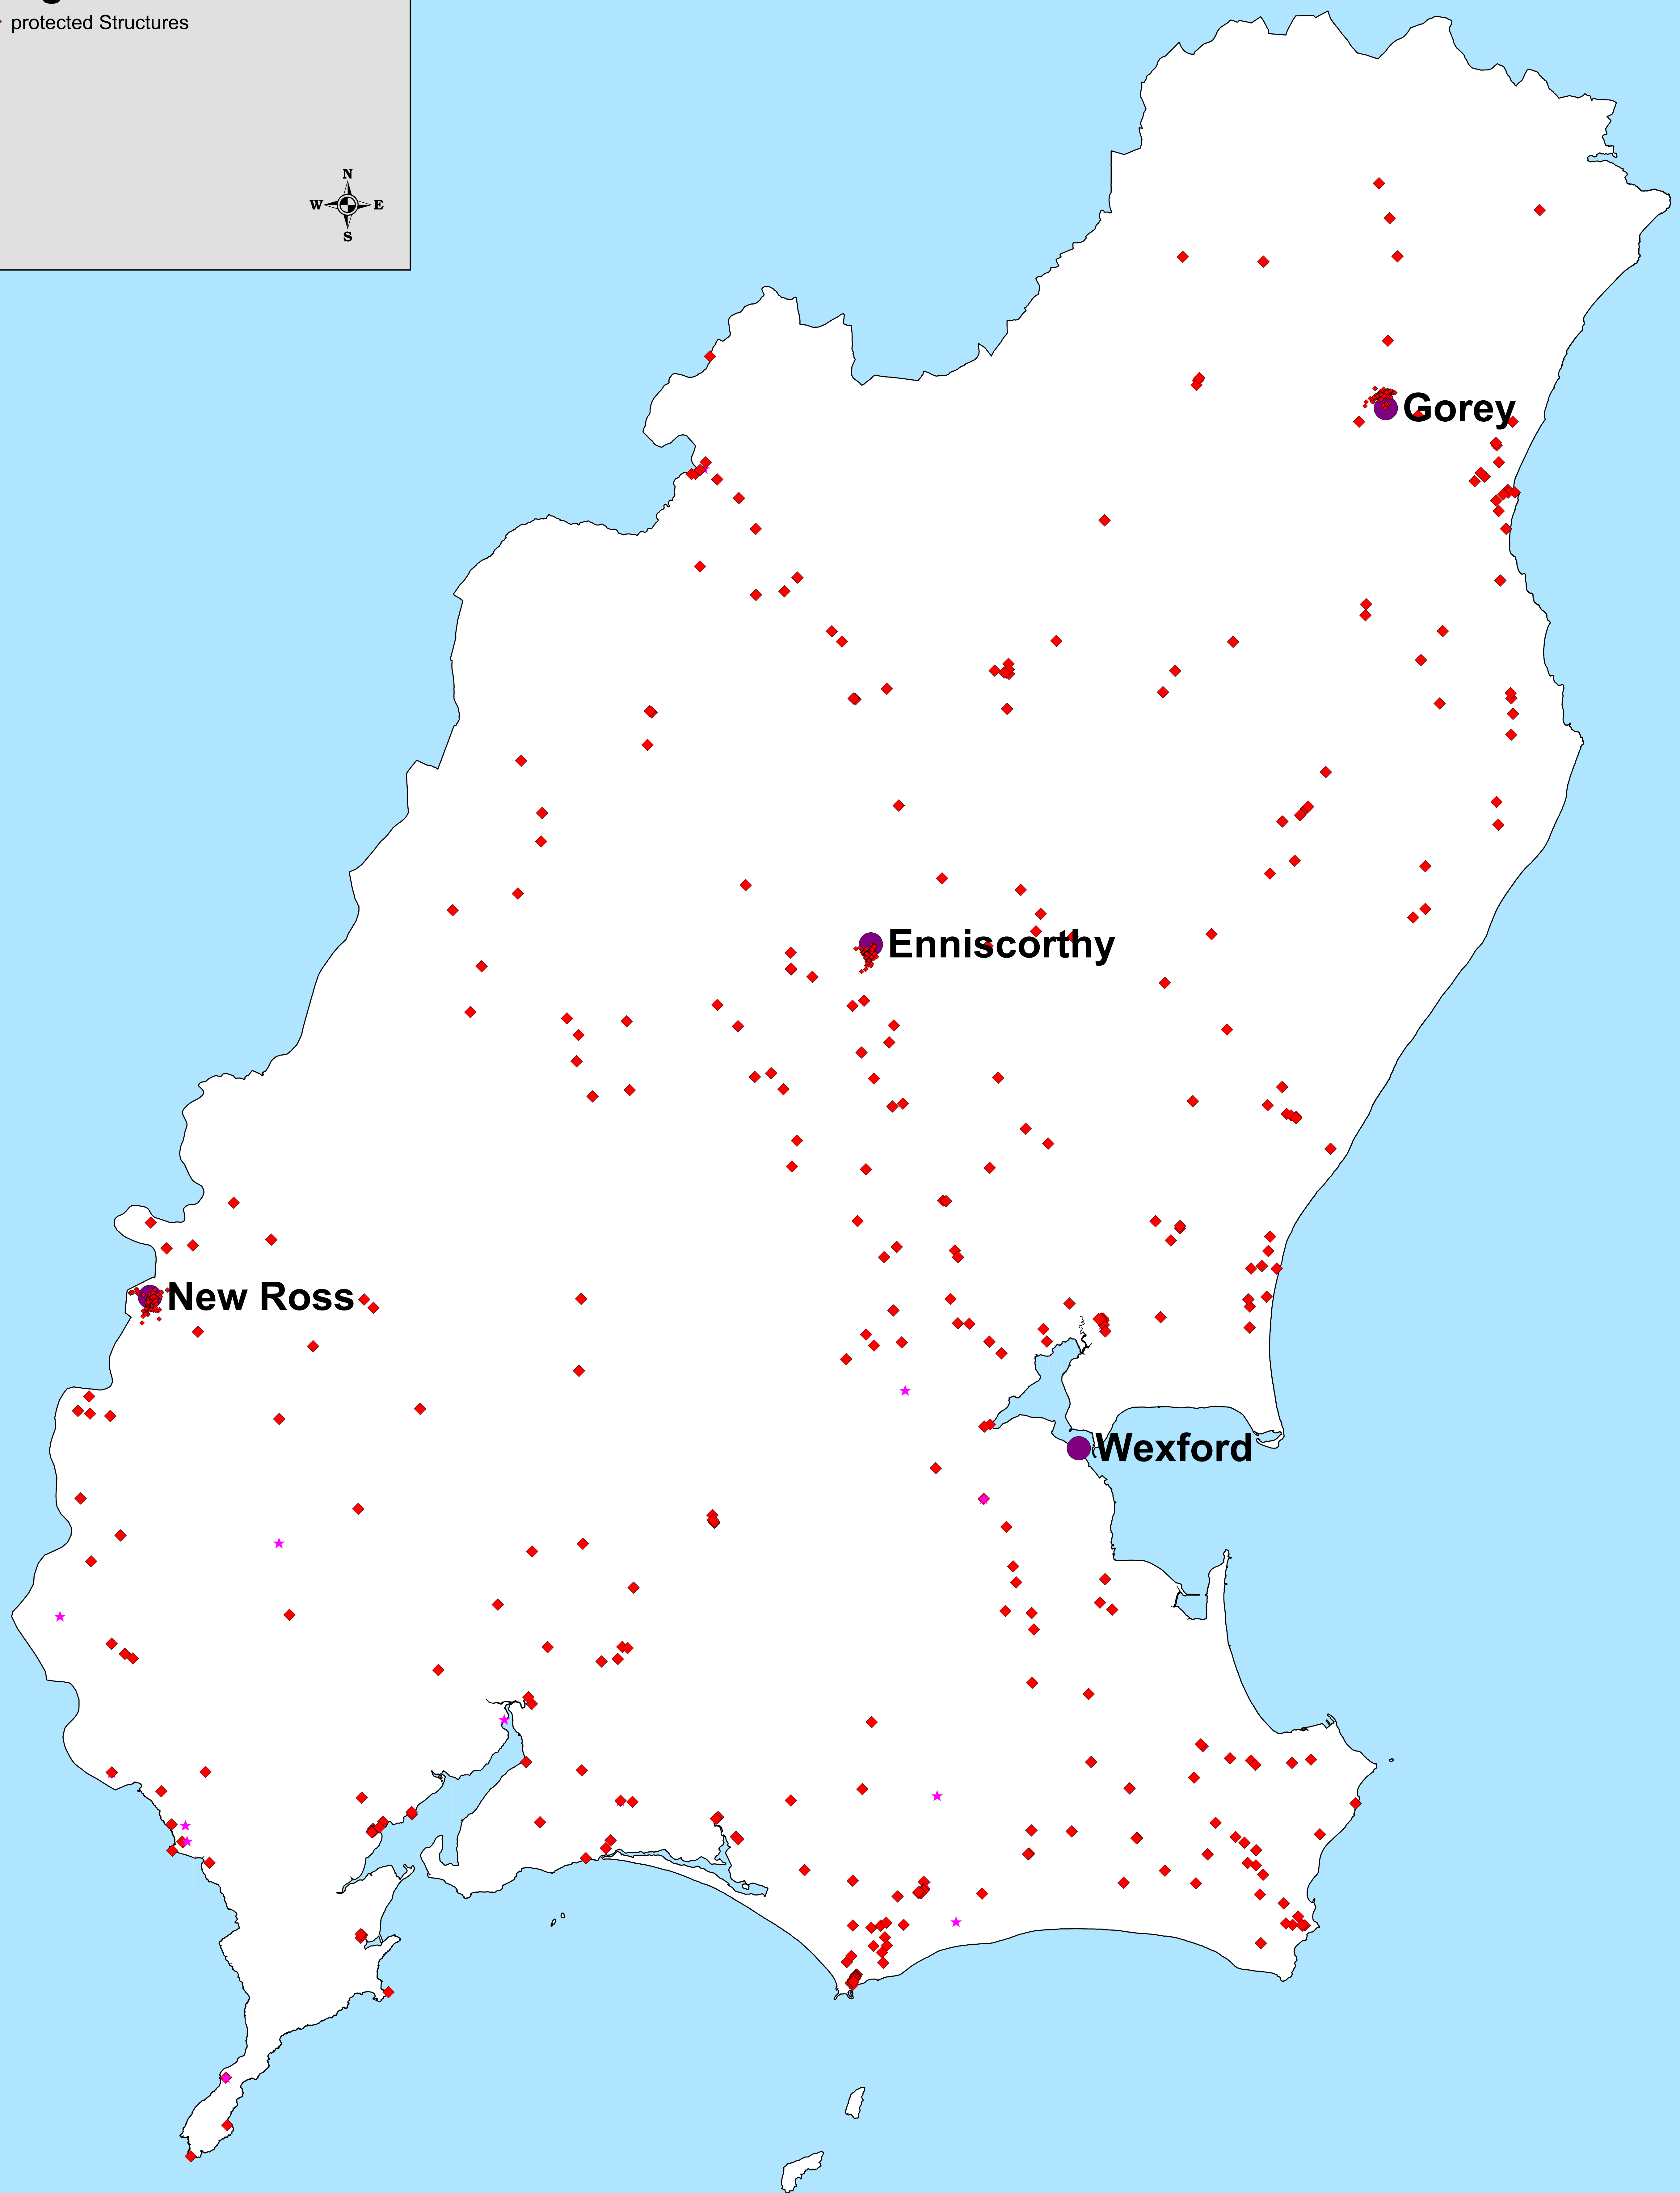 protected Structures
N
W E
S
Gorey
Enniscorthy
New Ross
Wexford